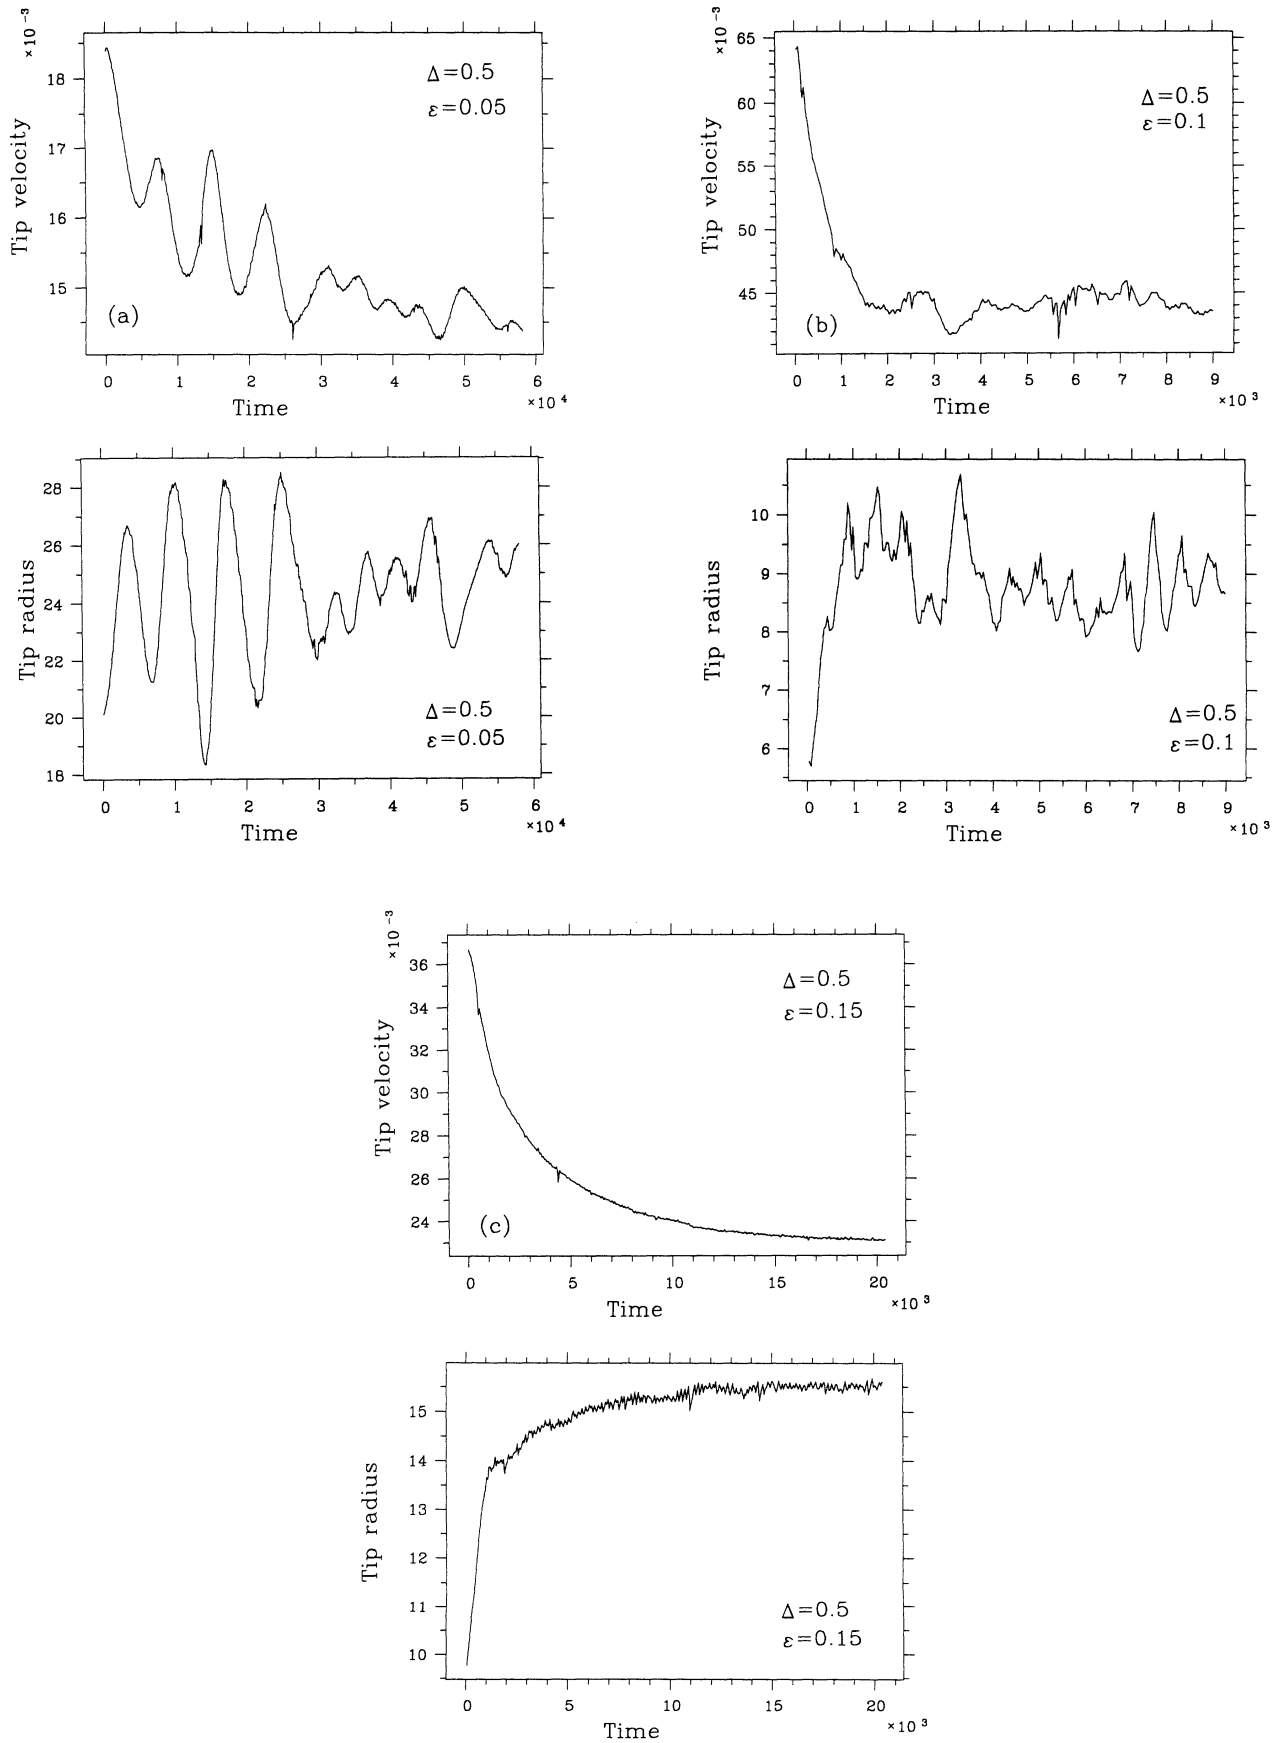 ×10⁻³
Tip velocity
18
17
16
15
Δ=0.5
ε=0.05
(a)
0 1 2 3 4 5 6
Time
×10⁴
×10⁻³
Tip velocity
65
60
55
50
45
Δ=0.5
ε=0.1
(b)
0 1 2 3 4 5 6 7 8 9
Time
×10³
Tip radius
28
26
24
22
20
18
Δ=0.5
ε=0.05
0 1 2 3 4 5 6
Time
×10⁴
Tip radius
10
9
8
7
6
Δ=0.5
ε=0.1
0 1 2 3 4 5 6 7 8 9
Time
×10³
×10⁻³
Tip velocity
36
34
32
30
28
26
24
Δ=0.5
ε=0.15
(c)
0 5 10 15 20
Time
×10³
Tip radius
15
14
13
12
11
10
Δ=0.5
ε=0.15
0 5 10 15 20
Time
×10³